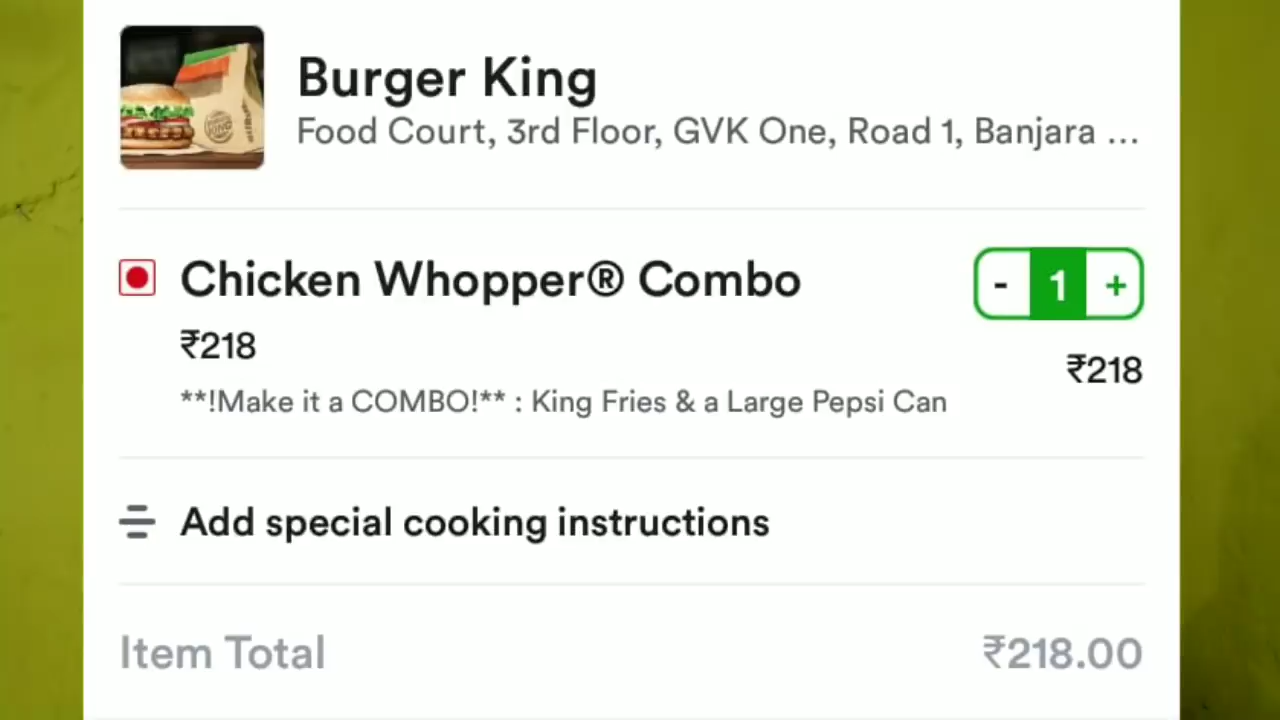 Burger King
Food Court, 3rd Floor, GVK One, Road 1, Banjara ...
Chicken Whopper® Combo
- 1 +
₹218
₹218
**!Make it a COMBO!** : King Fries & a Large Pepsi Can
Add special cooking instructions
Item Total
₹218.00